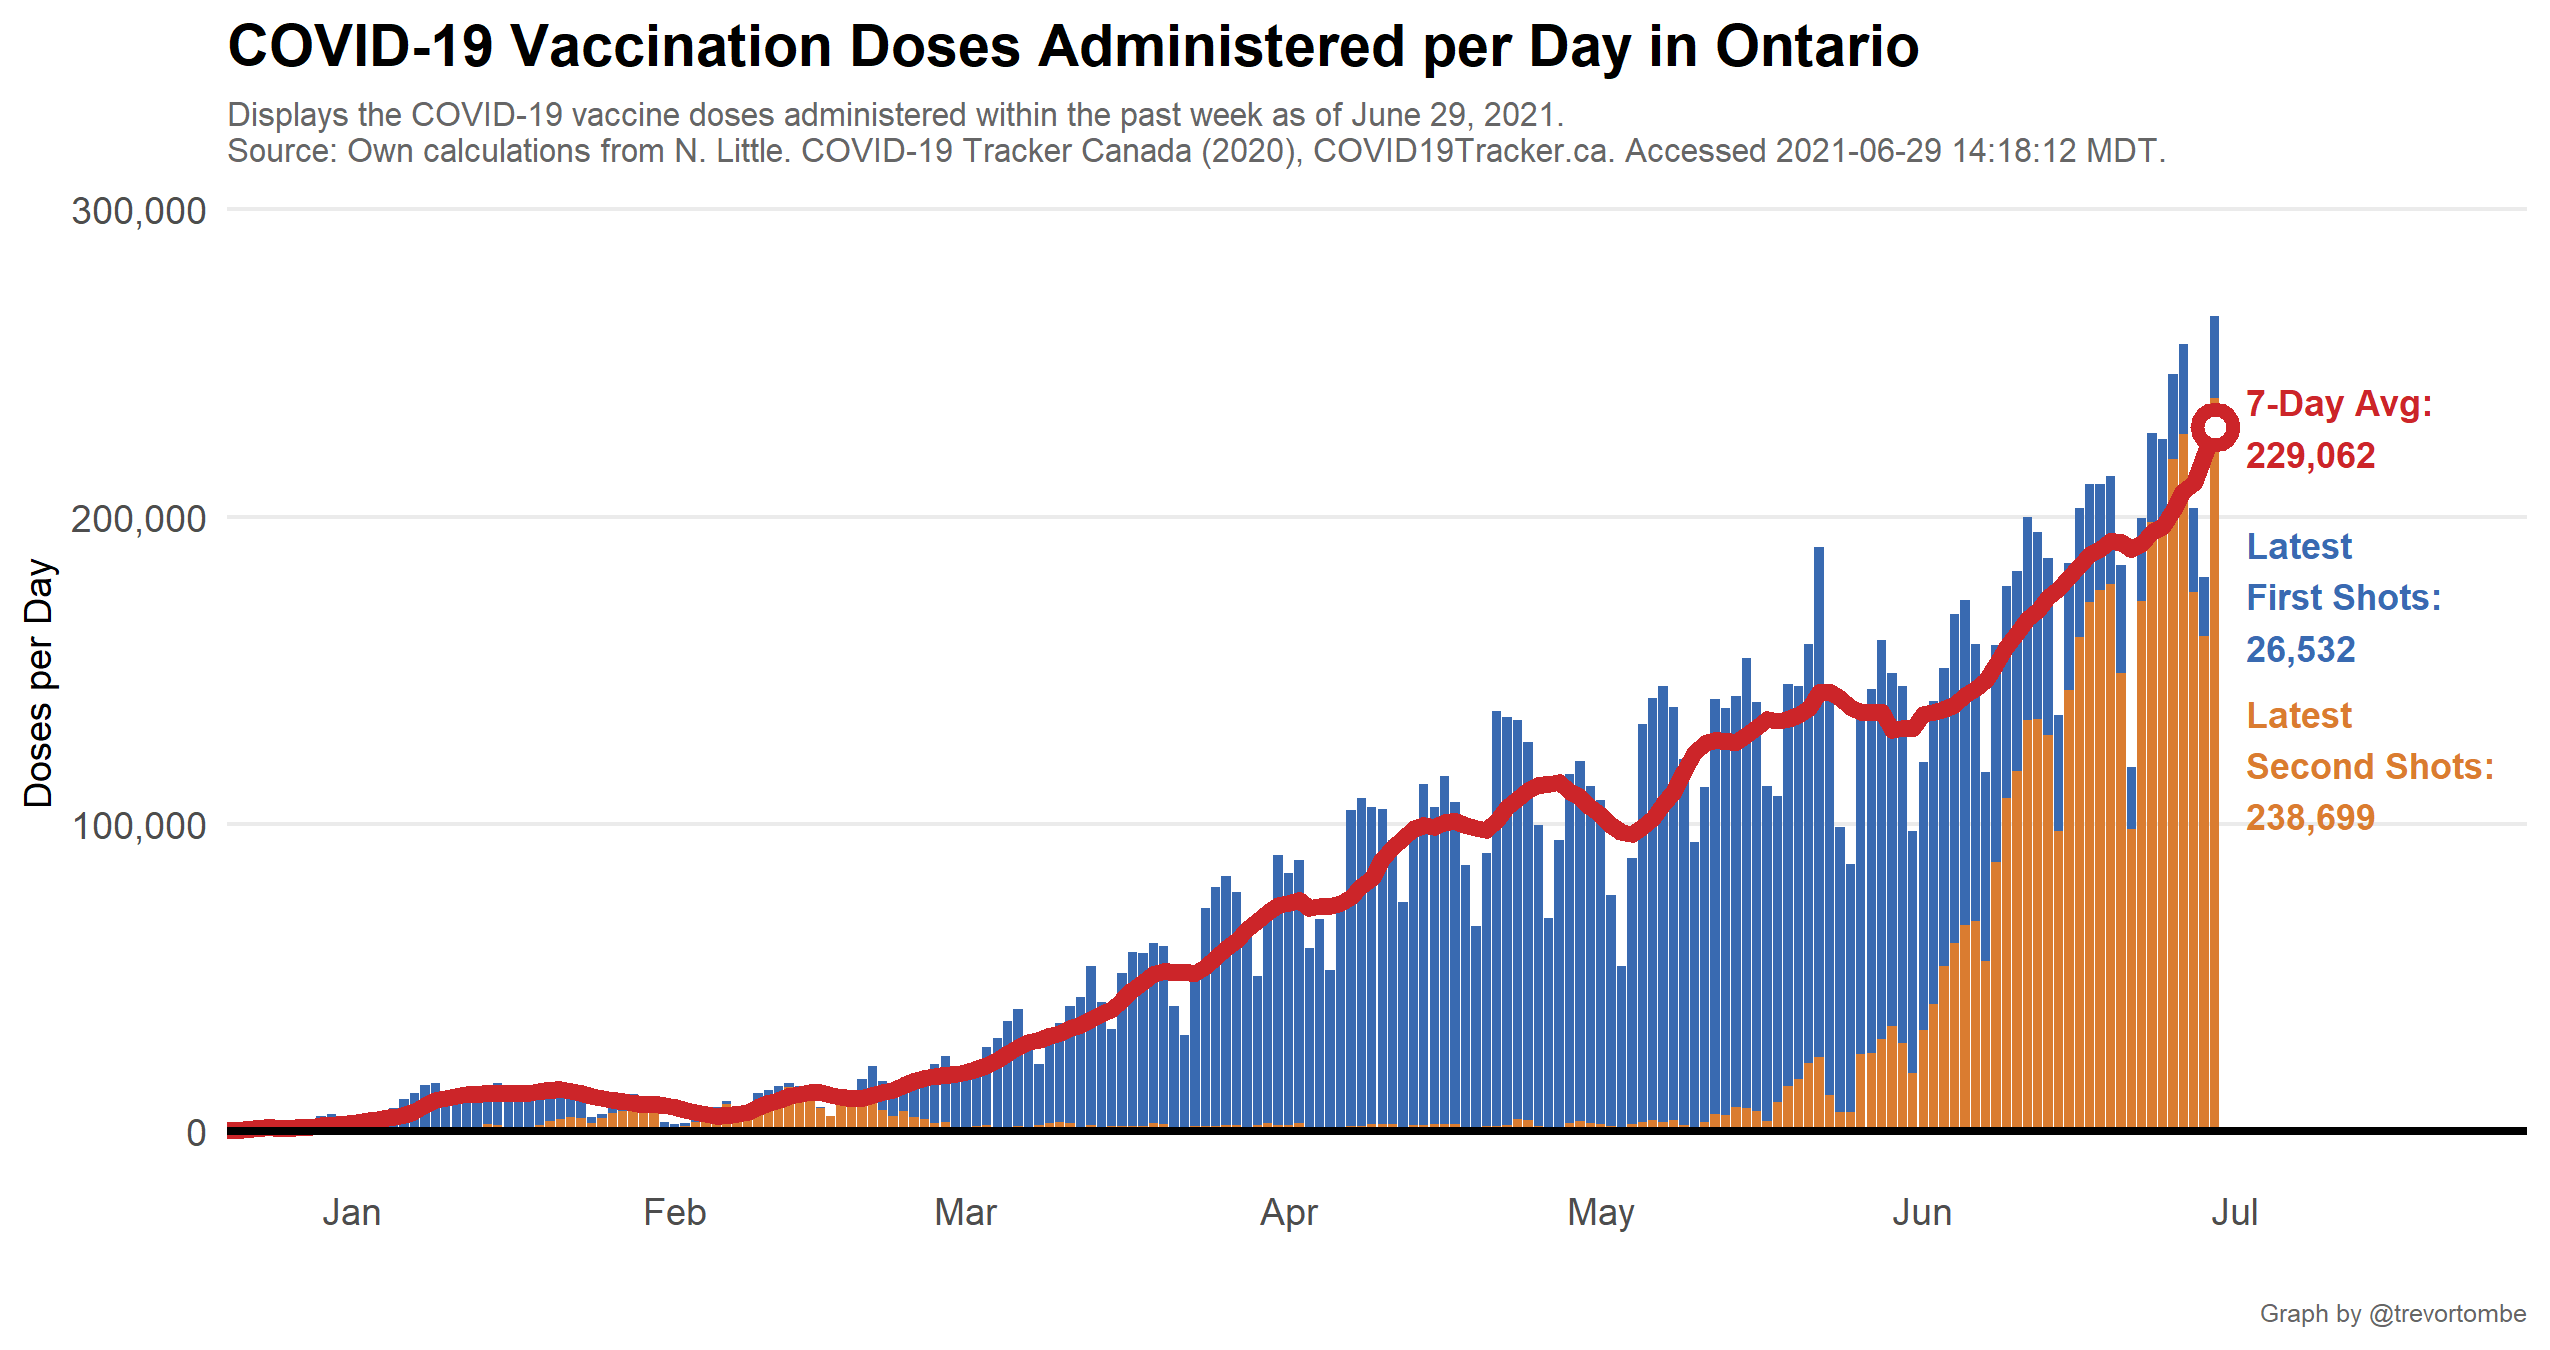 COVID-19 Vaccination Doses Administered per Day in Ontario
Displays the COVID-19 vaccine doses administered within the past week as of June 29, 2021.
Source: Own calculations from N. Little. COVID-19 Tracker Canada (2020), COVID19Tracker.ca. Accessed 2021-06-29 14:18:12 MDT.
300,000
200,000
100,000
0
Doses per Day
7-Day Avg:
229,062
Latest
First Shots:
26,532
Latest
Second Shots:
238,699
Jan
Feb
Mar
Apr
May
Jun
Jul
Graph by @trevortombe